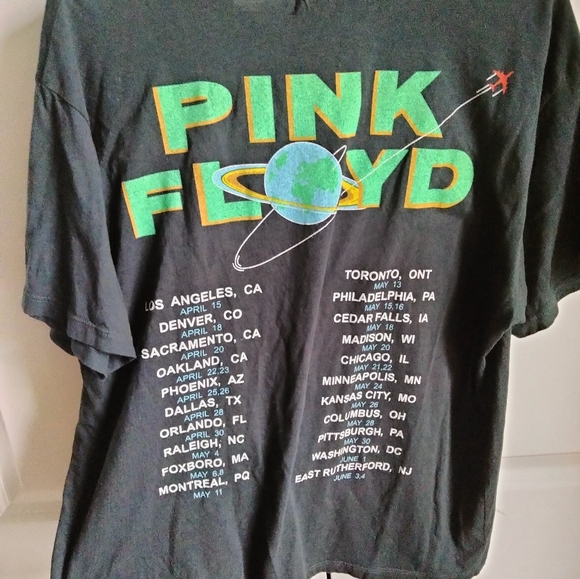 PINK
FLOYD
LOS ANGELES, CA
APRIL 15
DENVER, CO
APRIL 18
SACRAMENTO, CA
APRIL 20
OAKLAND, CA
APRIL 22,23
PHOENIX, AZ
APRIL 25,26
DALLAS, TX
APRIL 28
ORLANDO, FL
APRIL 30
RALEIGH, NC
MAY 4
FOXBORO, MA
MAY 6,8
MONTREAL, PQ
MAY 11
TORONTO, ONT
MAY 13
PHILADELPHIA, PA
MAY 15,16
CEDAR FALLS, IA
MAY 18
MADISON, WI
MAY 20
CHICAGO, IL
MAY 21,22
MINNEAPOLIS, MN
MAY 24
KANSAS CITY, MO
MAY 26
COLUMBUS, OH
MAY 28
PITTSBURGH, PA
MAY 30
WASHINGTON, DC
JUNE 1
EAST RUTHERFORD, NJ
JUNE 3,4